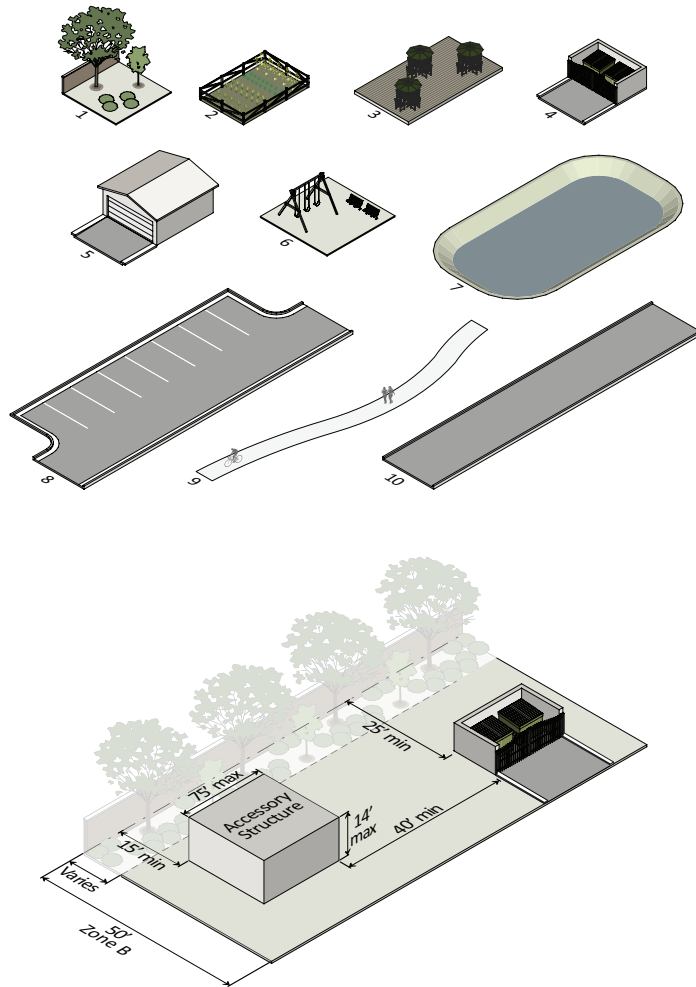 1
2
3
4
5
6
7
8
9
10
25' min
75' max
Accessory
Structure
14'
max
40' min
15' min
Varies
50'
Zone B